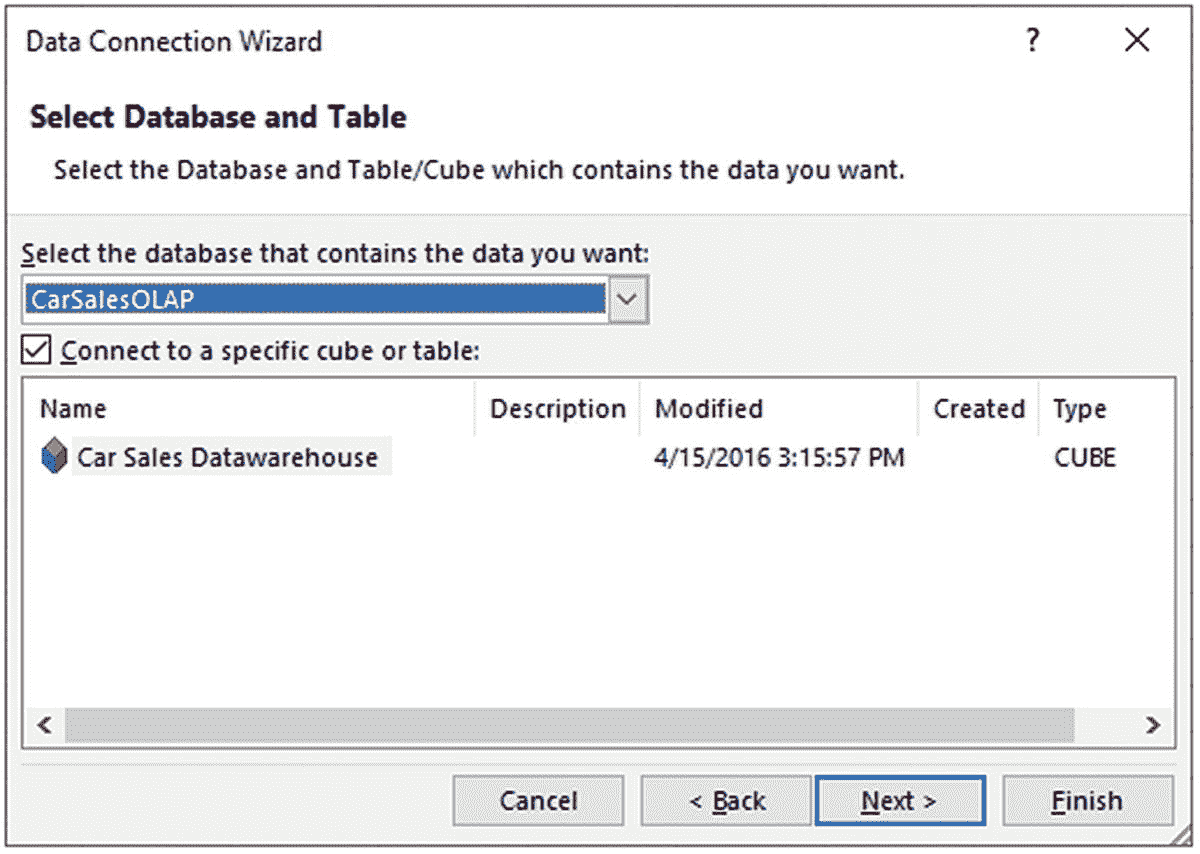 Data Connection Wizard ?
Select Database and Table
Select the Database and Table/Cube which contains the data you want.
Select the database that contains the data you want:
CarSalesOLAP
Connect to a specific cube or table:
Name Description Modified Created Type
Car Sales Datawarehouse 4/15/2016 3:15:57 PM CUBE
Cancel < Back Next > Finish